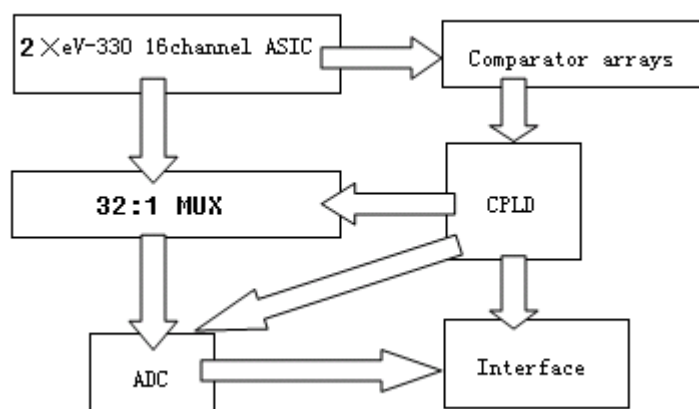 2×eV-330 16channel ASIC
Comparator arrays
32:1 MUX
CPLD
ADC
Interface